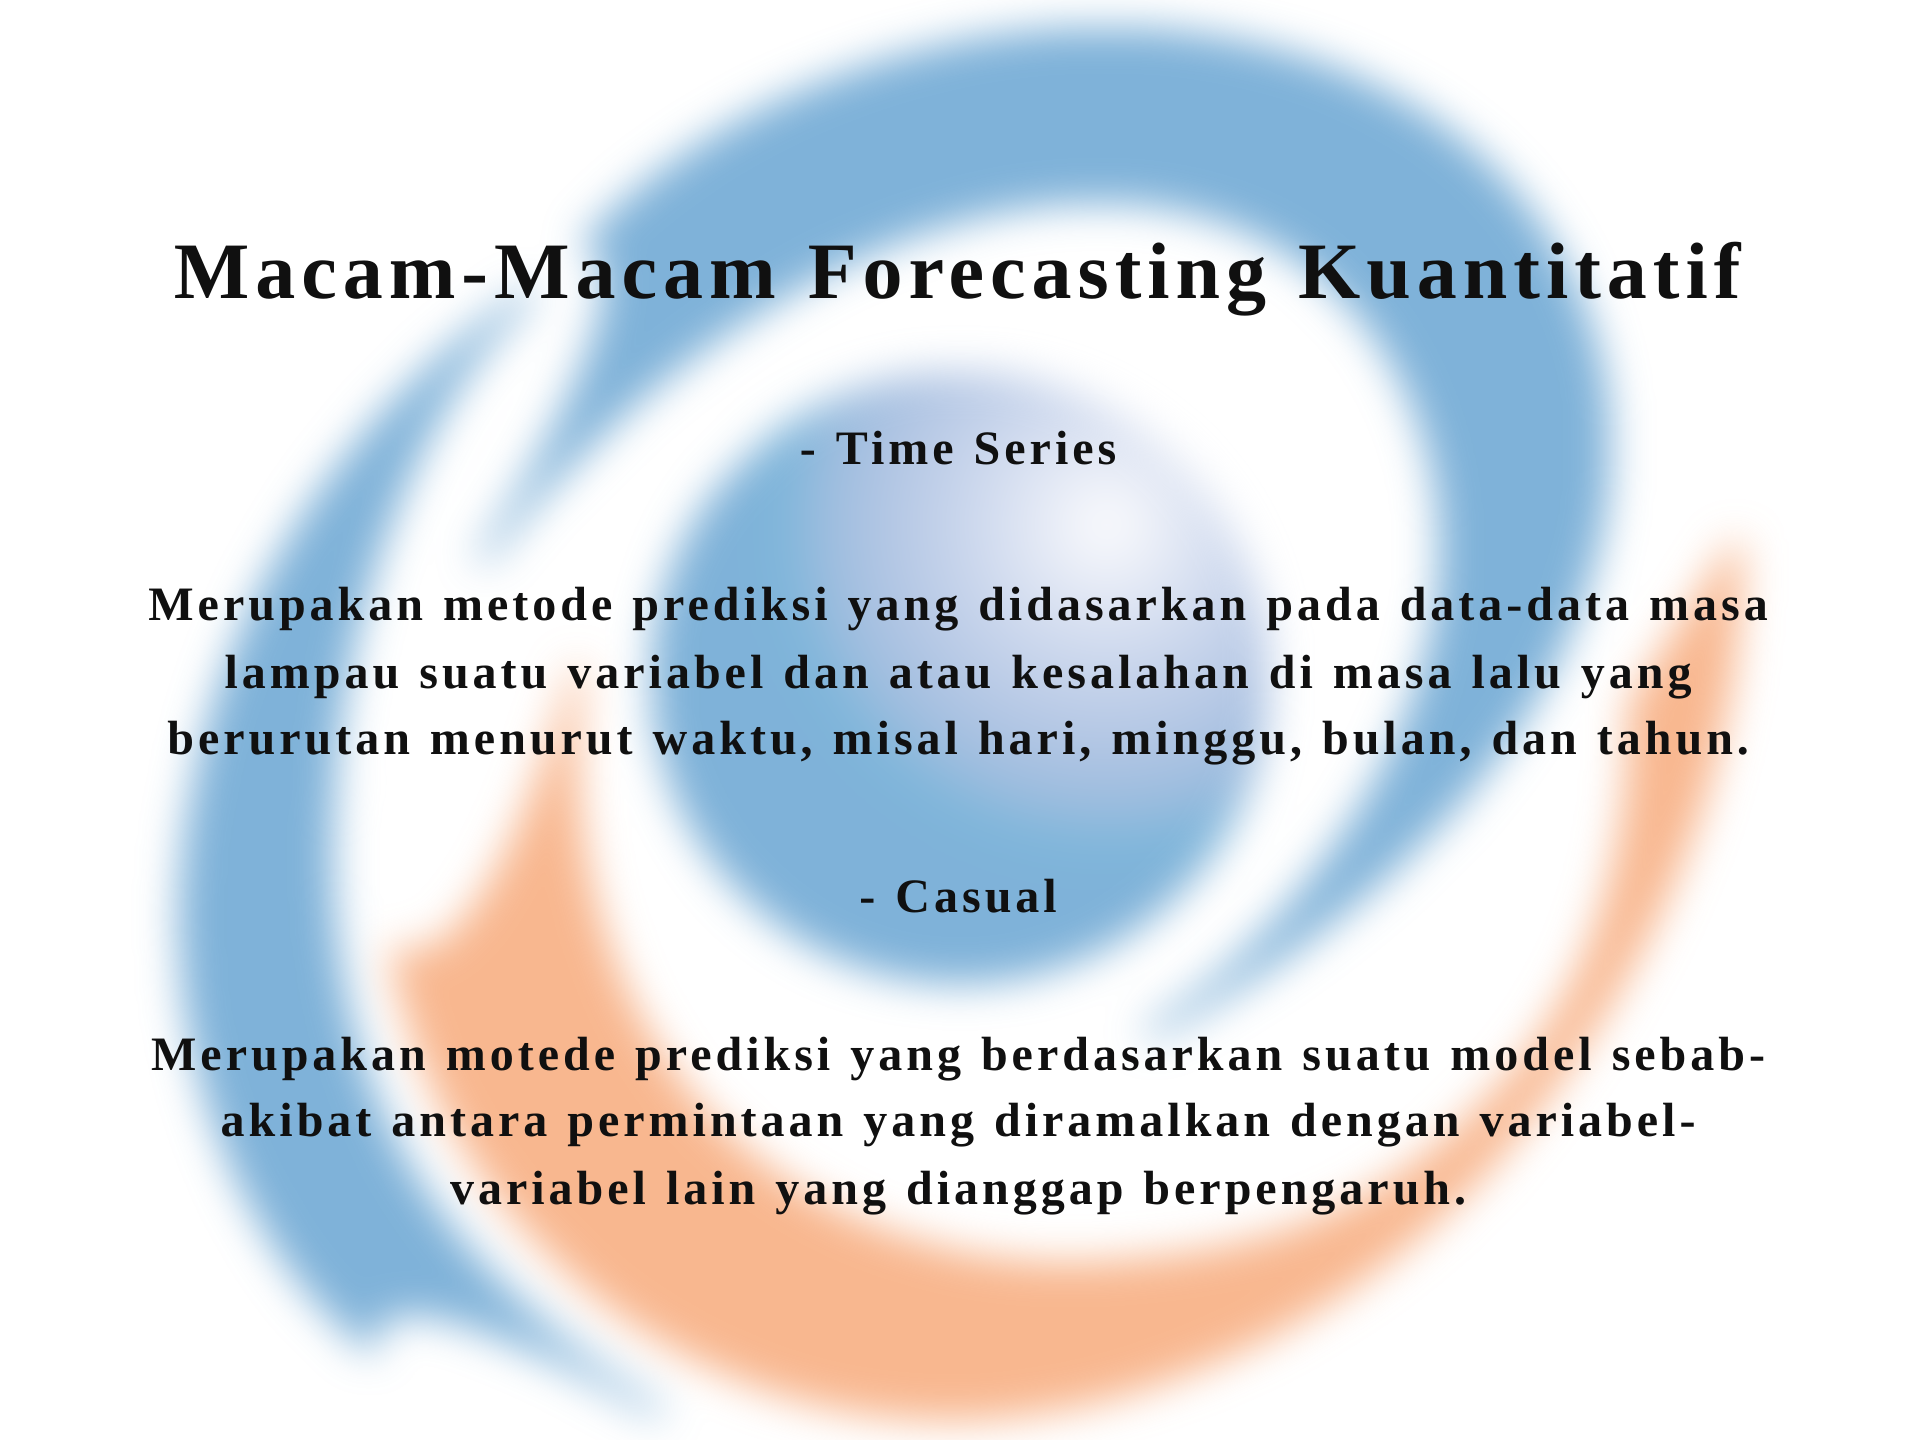 Macam-Macam Forecasting Kuantitatif
- Time Series
Merupakan metode prediksi yang didasarkan pada data-data masa
lampau suatu variabel dan atau kesalahan di masa lalu yang
berurutan menurut waktu, misal hari, minggu, bulan, dan tahun.
- Casual
Merupakan motede prediksi yang berdasarkan suatu model sebab-
akibat antara permintaan yang diramalkan dengan variabel-
variabel lain yang dianggap berpengaruh.